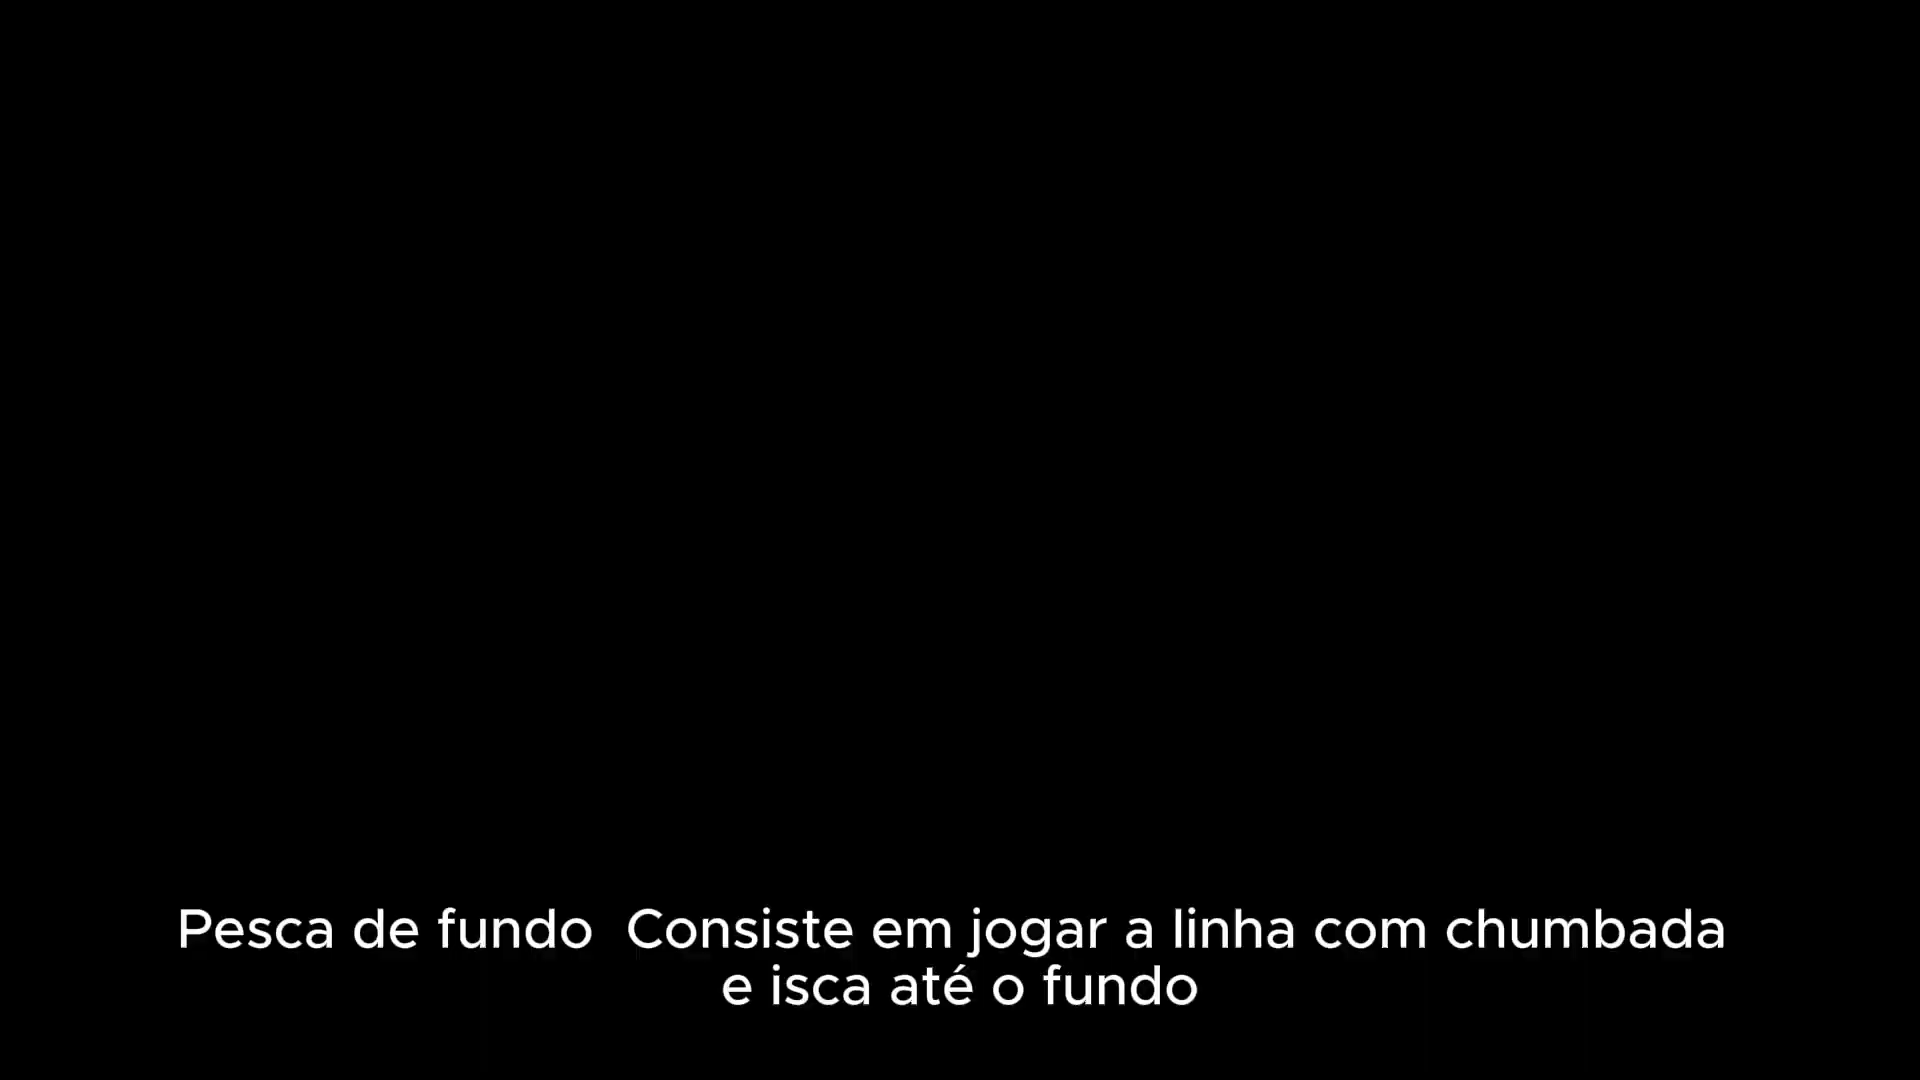 Pesca de fundo  Consiste em jogar a linha com chumbada
e isca até o fundo